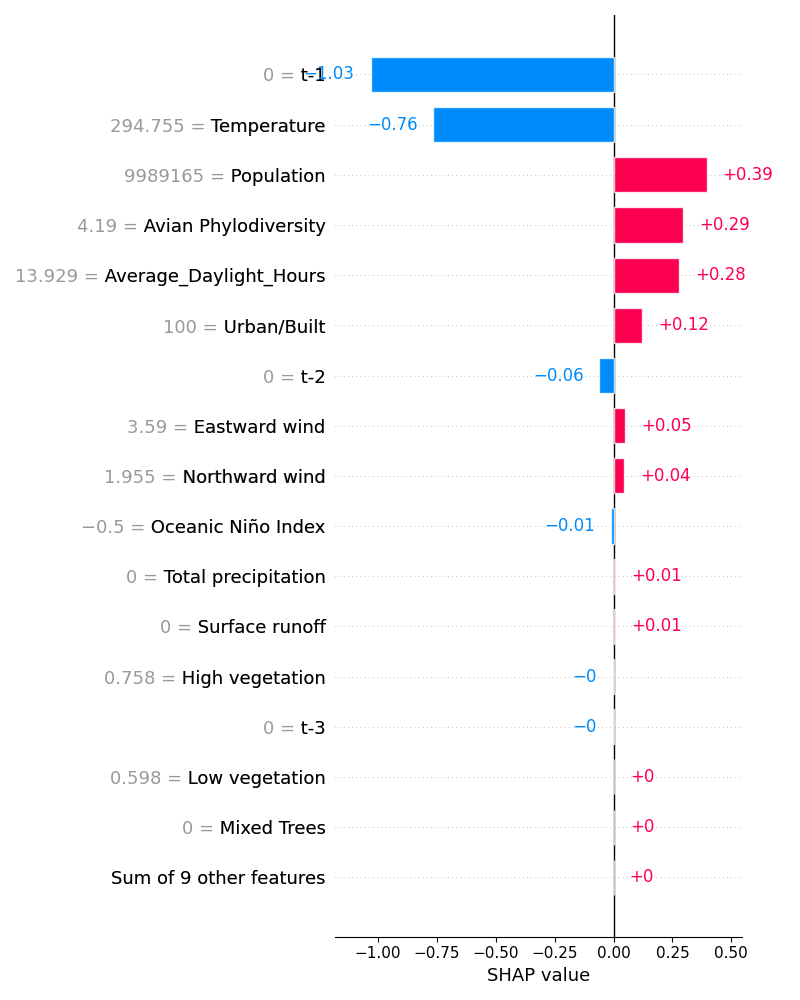 0 = t-1 −1.03
294.755 = Temperature −0.76
9989165 = Population +0.39
4.19 = Avian Phylodiversity +0.29
13.929 = Average_Daylight_Hours +0.28
100 = Urban/Built +0.12
0 = t-2 −0.06
3.59 = Eastward wind +0.05
1.955 = Northward wind +0.04
−0.5 = Oceanic Niño Index −0.01
0 = Total precipitation +0.01
0 = Surface runoff +0.01
0.758 = High vegetation −0
0 = t-3 −0
0.598 = Low vegetation +0
0 = Mixed Trees +0
Sum of 9 other features +0
−1.00 −0.75 −0.50 −0.25 0.00 0.25 0.50
SHAP value